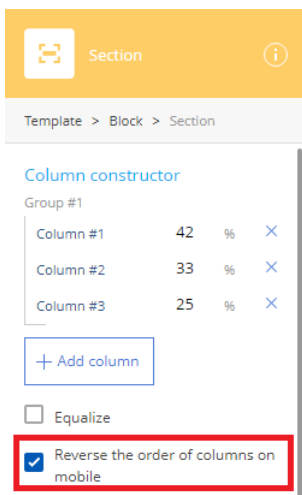 Section
Template > Block > Section
Column constructor
Group #1
Column #1 42 %
Column #2 33 %
Column #3 25 %
+ Add column
Equalize
Reverse the order of columns on
mobile